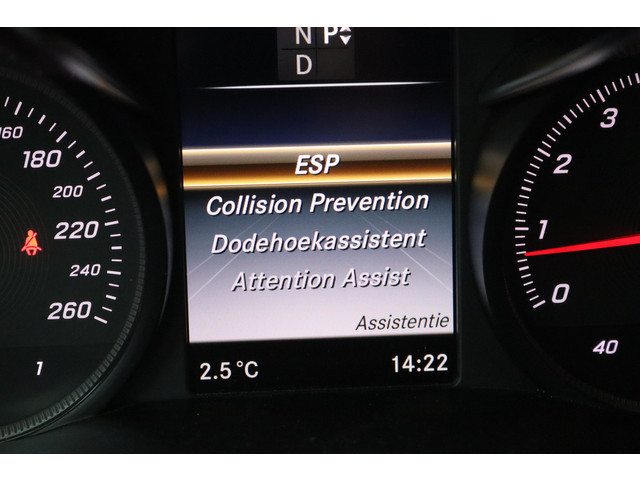 N P
D
ESP
Collision Prevention
Dodehoekassistent
Attention Assist
Assistentie
2.5 °C
14:22
160
180
200
220
240
260
1
3
2
1
0
40